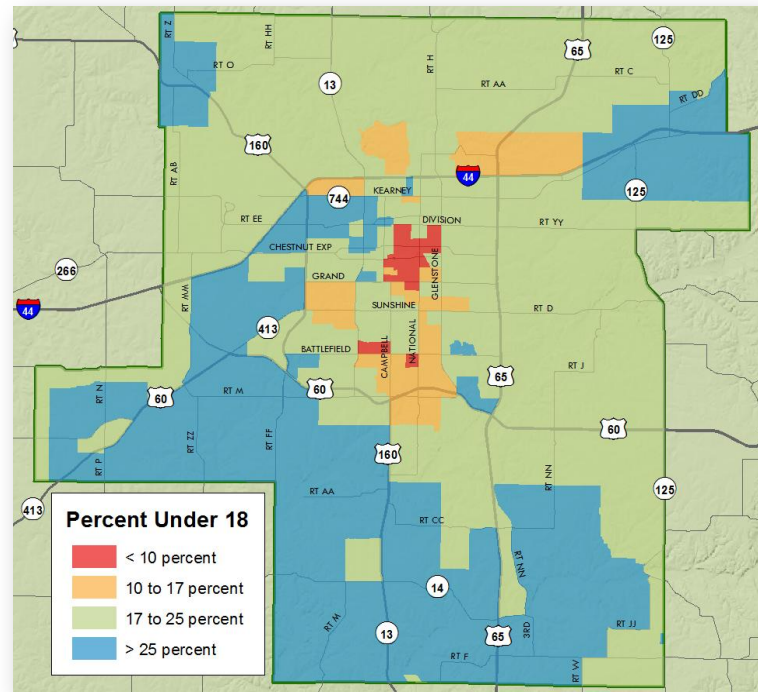 RT Z
RT HH
RT H
65
125
RT O
RT C
13
RT AA
RT DD
160
RT AB
44
KEARNEY
744
125
RT EE
DIVISION
RT YY
CHESTNUT EXP
266
GRAND
GLENSTONE
RT WW
SUNSHINE
RT D
44
413
NATIONAL
BATTLEFIELD
CAMPBELL
RT J
RT N
60
RT M
60
65
60
RT ZZ
RT FF
RT P
160
RT NN
RT AA
125
413
RT CC
Percent Under 18
< 10 percent
10 to 17 percent
17 to 25 percent
> 25 percent
RT NN
14
RT M
13
65
3RD
RT JJ
RT F
RT W